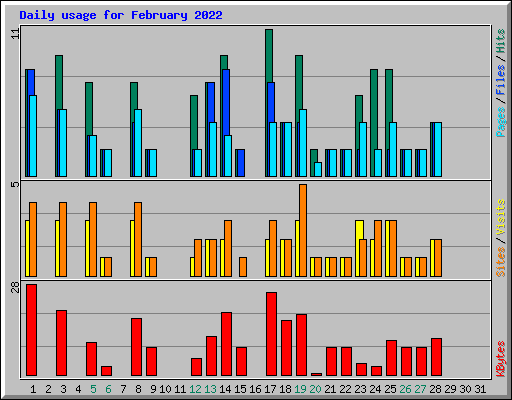 Daily usage for February 2022
11
Pages / Files / Hits
5
Sites / Visits
28
KBytes
1 2 3 4 5 6 7 8 9 10 11 12 13 14 15 16 17 18 19 20 21 22 23 24 25 26 27 28 29 30 31